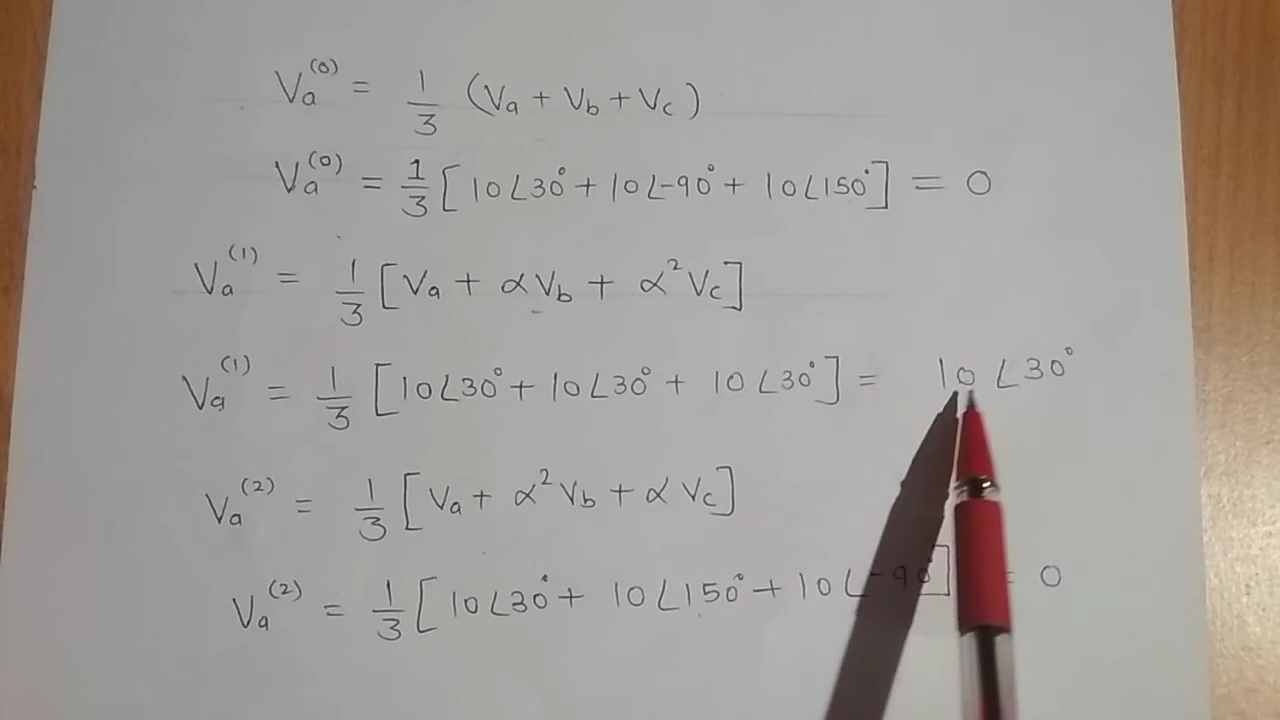 Va^(0) = 1/3 (Va + Vb + Vc)
Va^(0) = 1/3 [10∠30° + 10∠-90° + 10∠150°] = 0
Va^(1) = 1/3 [Va + αVb + α²Vc]
Va^(1) = 1/3 [10∠30° + 10∠30° + 10∠30°] = 10∠30°
Va^(2) = 1/3 [Va + α²Vb + αVc]
Va^(2) = 1/3 [10∠30° + 10∠150° + 10∠-90°] = 0